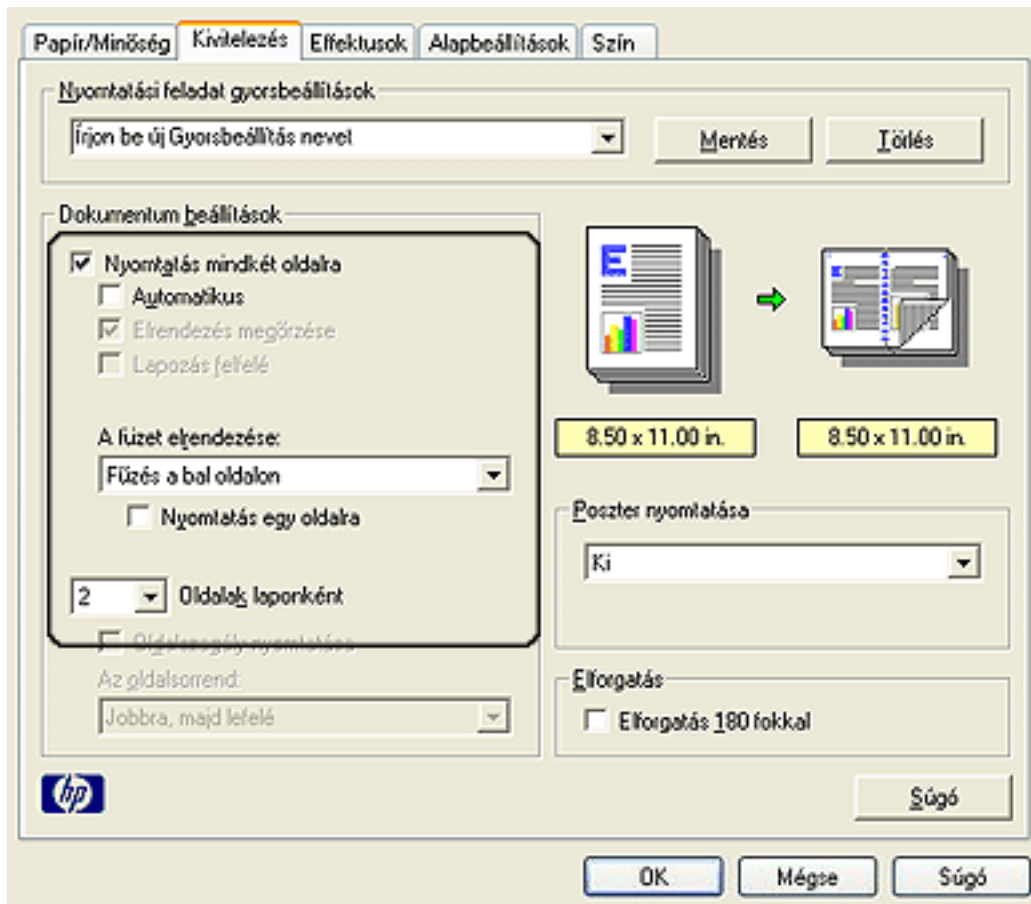 Papír/Minőség Kivitelezés Effektusok Alapbeállítások Szín
Nyomtatási feladat gyorsbeállítások
Írjon be új Gyorsbeállítás nevet Mentés Törlés
Dokumentum beállítások
Nyomtatás mindkét oldalra
Automatikus
Elrendezés megőrzése
Lapozás felfelé
E
8.50 x 11.00 in. 8.50 x 11.00 in.
A füzet elrendezése:
Fűzés a bal oldalon
Nyomtatás egy oldalra
2 Oldalak laponként
Oldalszegély nyomtatása
Az oldalsorrend:
Jobbra, majd lefelé
Poszter nyomtatása
Ki
Elforgatás
Elforgatás 180 fokkal
hp
Súgó
OK Mégse Súgó